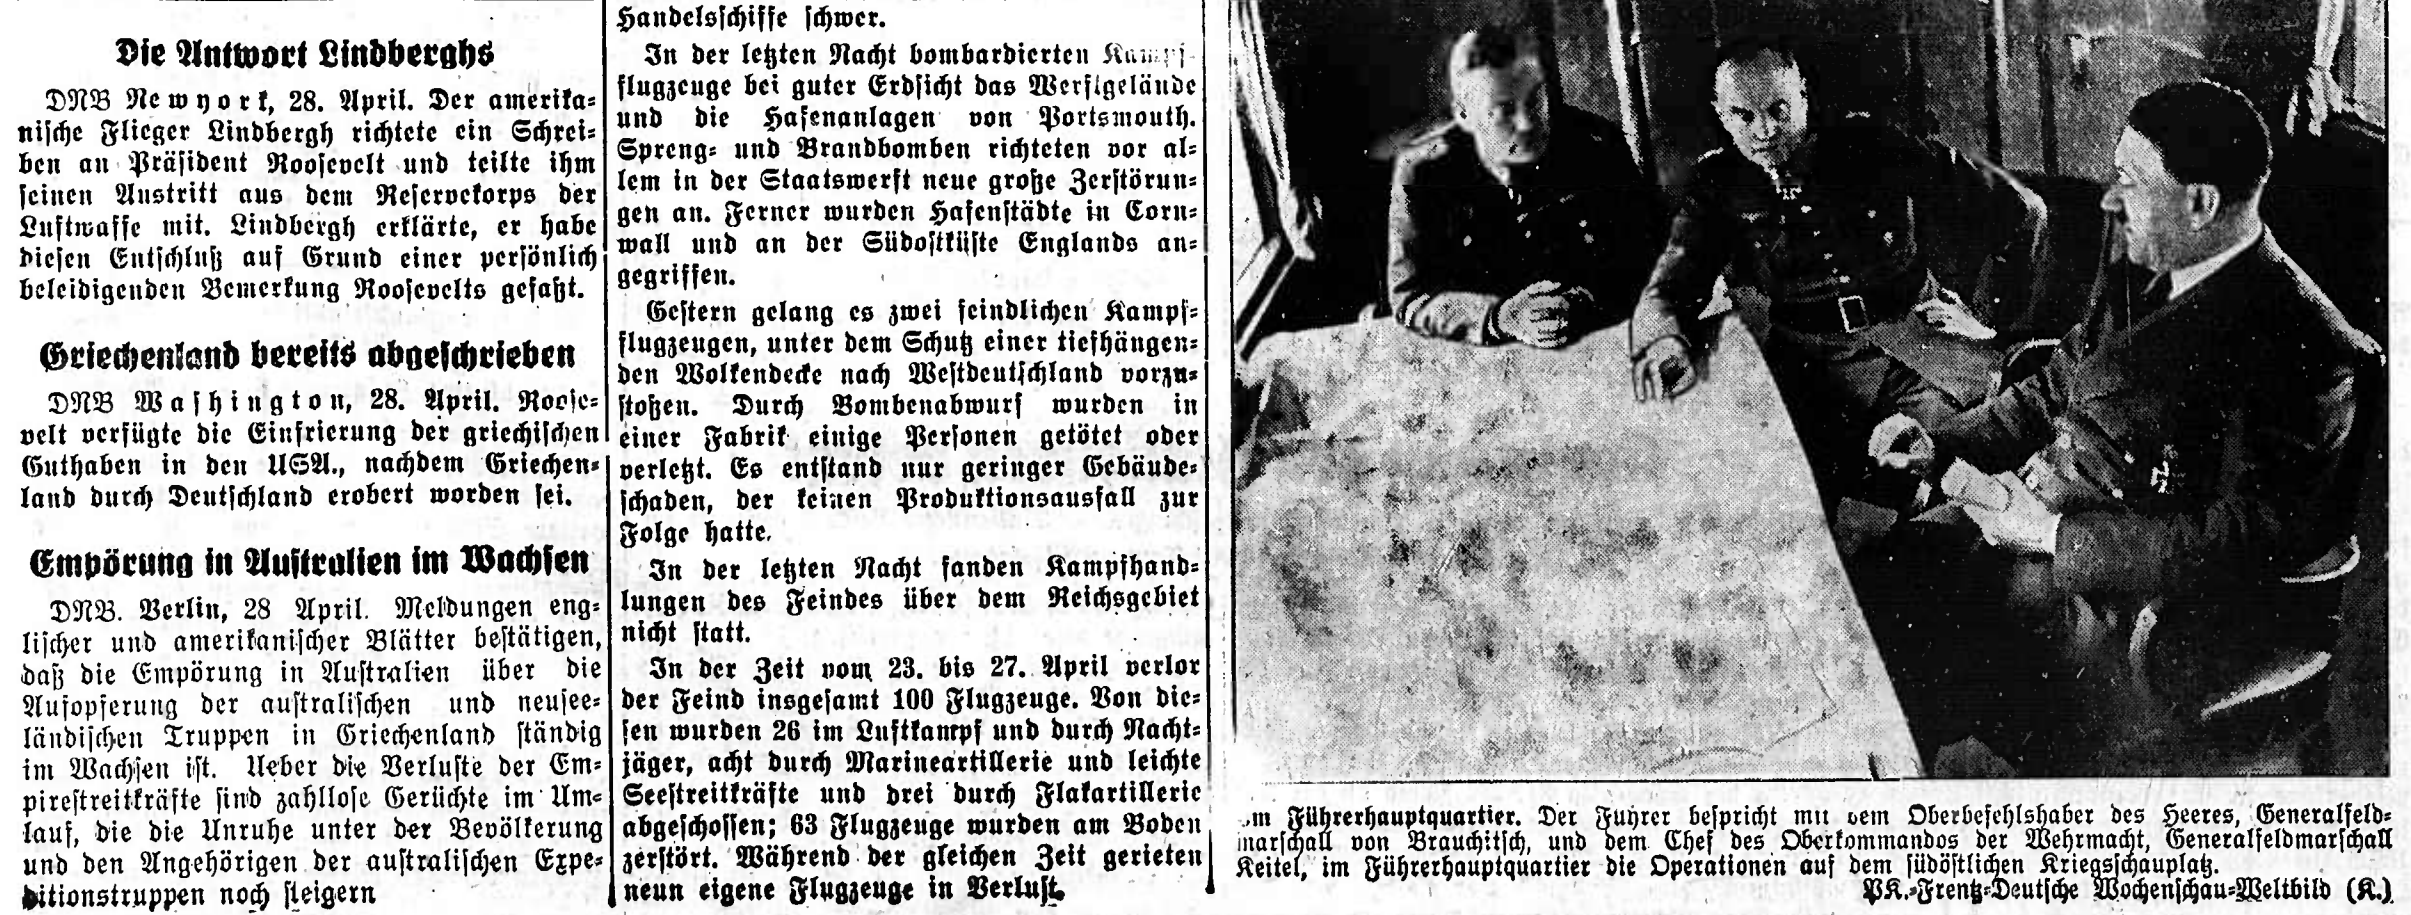 Die Antwort Lindberghs
DNB Newyork, 28. April. Der amerika-
nische Flieger Lindbergh richtete ein Schrei-
ben an Präsident Roosevelt und teilte ihm
seinen Austritt aus dem Reservekorps der
Luftwaffe mit. Lindbergh erklärte, er habe
diesen Entschluß auf Grund einer persönlich
beleidigenden Bemerkung Roosevelts gefaßt.
Griechenland bereits abgeschrieben
DNB Washington, 28. April. Roose-
velt verfügte die Einfrierung der griechischen
Guthaben in den USA., nachdem Griechen-
land durch Deutschland erobert worden sei.
Empörung in Australien im Wachsen
DNB. Berlin, 28 April. Meldungen eng-
lischer und amerikanischer Blätter bestätigen,
daß die Empörung in Australien über die
Aufopferung der australischen und neusee-
ländischen Truppen in Griechenland ständig
im Wachsen ist. Ueber die Verluste der Em-
pirestreitkräfte sind zahllose Gerüchte im Um-
lauf, die die Unruhe unter der Bevölkerung
und den Angehörigen der australischen Expe-
ditionstruppen noch steigern
Handelsschiffe schwer.
In der letzten Nacht bombardierten Kampf-
flugzeuge bei guter Erdsicht das Werftgelände
und die Hafenanlagen von Portsmouth.
Spreng- und Brandbomben richteten vor al-
lem in der Staatswerft neue große Zerstörun-
gen an. Ferner wurden Hafenstädte in Corn-
wall und an der Südostküste Englands an-
gegriffen.
Gestern gelang es zwei feindlichen Kampf-
flugzeugen, unter dem Schutz einer tiefhängen-
den Wolkendecke nach Westdeutschland vorzu-
stoßen. Durch Bombenabwurf wurden in
einer Fabrik einige Personen getötet oder
verletzt. Es entstand nur geringer Gebäude-
schaden, der keinen Produktionsausfall zur
Folge hatte.
In der letzten Nacht fanden Kampfhand-
lungen des Feindes über dem Reichsgebiet
nicht statt.
In der Zeit vom 23. bis 27. April verlor
der Feind insgesamt 100 Flugzeuge. Von die-
sen wurden 26 im Luftkampf und durch Nacht-
jäger, acht durch Marineartillerie und leichte
Seestreitkräfte und drei durch Flakartillerie
abgeschossen; 63 Flugzeuge wurden am Boden
zerstört. Während der gleichen Zeit gerieten
neun eigene Flugzeuge in Verlust.
Im Führerhauptquartier. Der Führer bespricht mit dem Oberbefehlshaber des Heeres, Generalfeld-
marschall von Brauchitsch, und dem Chef des Oberkommandos der Wehrmacht, Generalfeldmarschall
Keitel, im Führerhauptquartier die Operationen auf dem südöstlichen Kriegsschauplatz.
PK.-Frentz-Deutsche Wochenschau-Weltbild (K.)